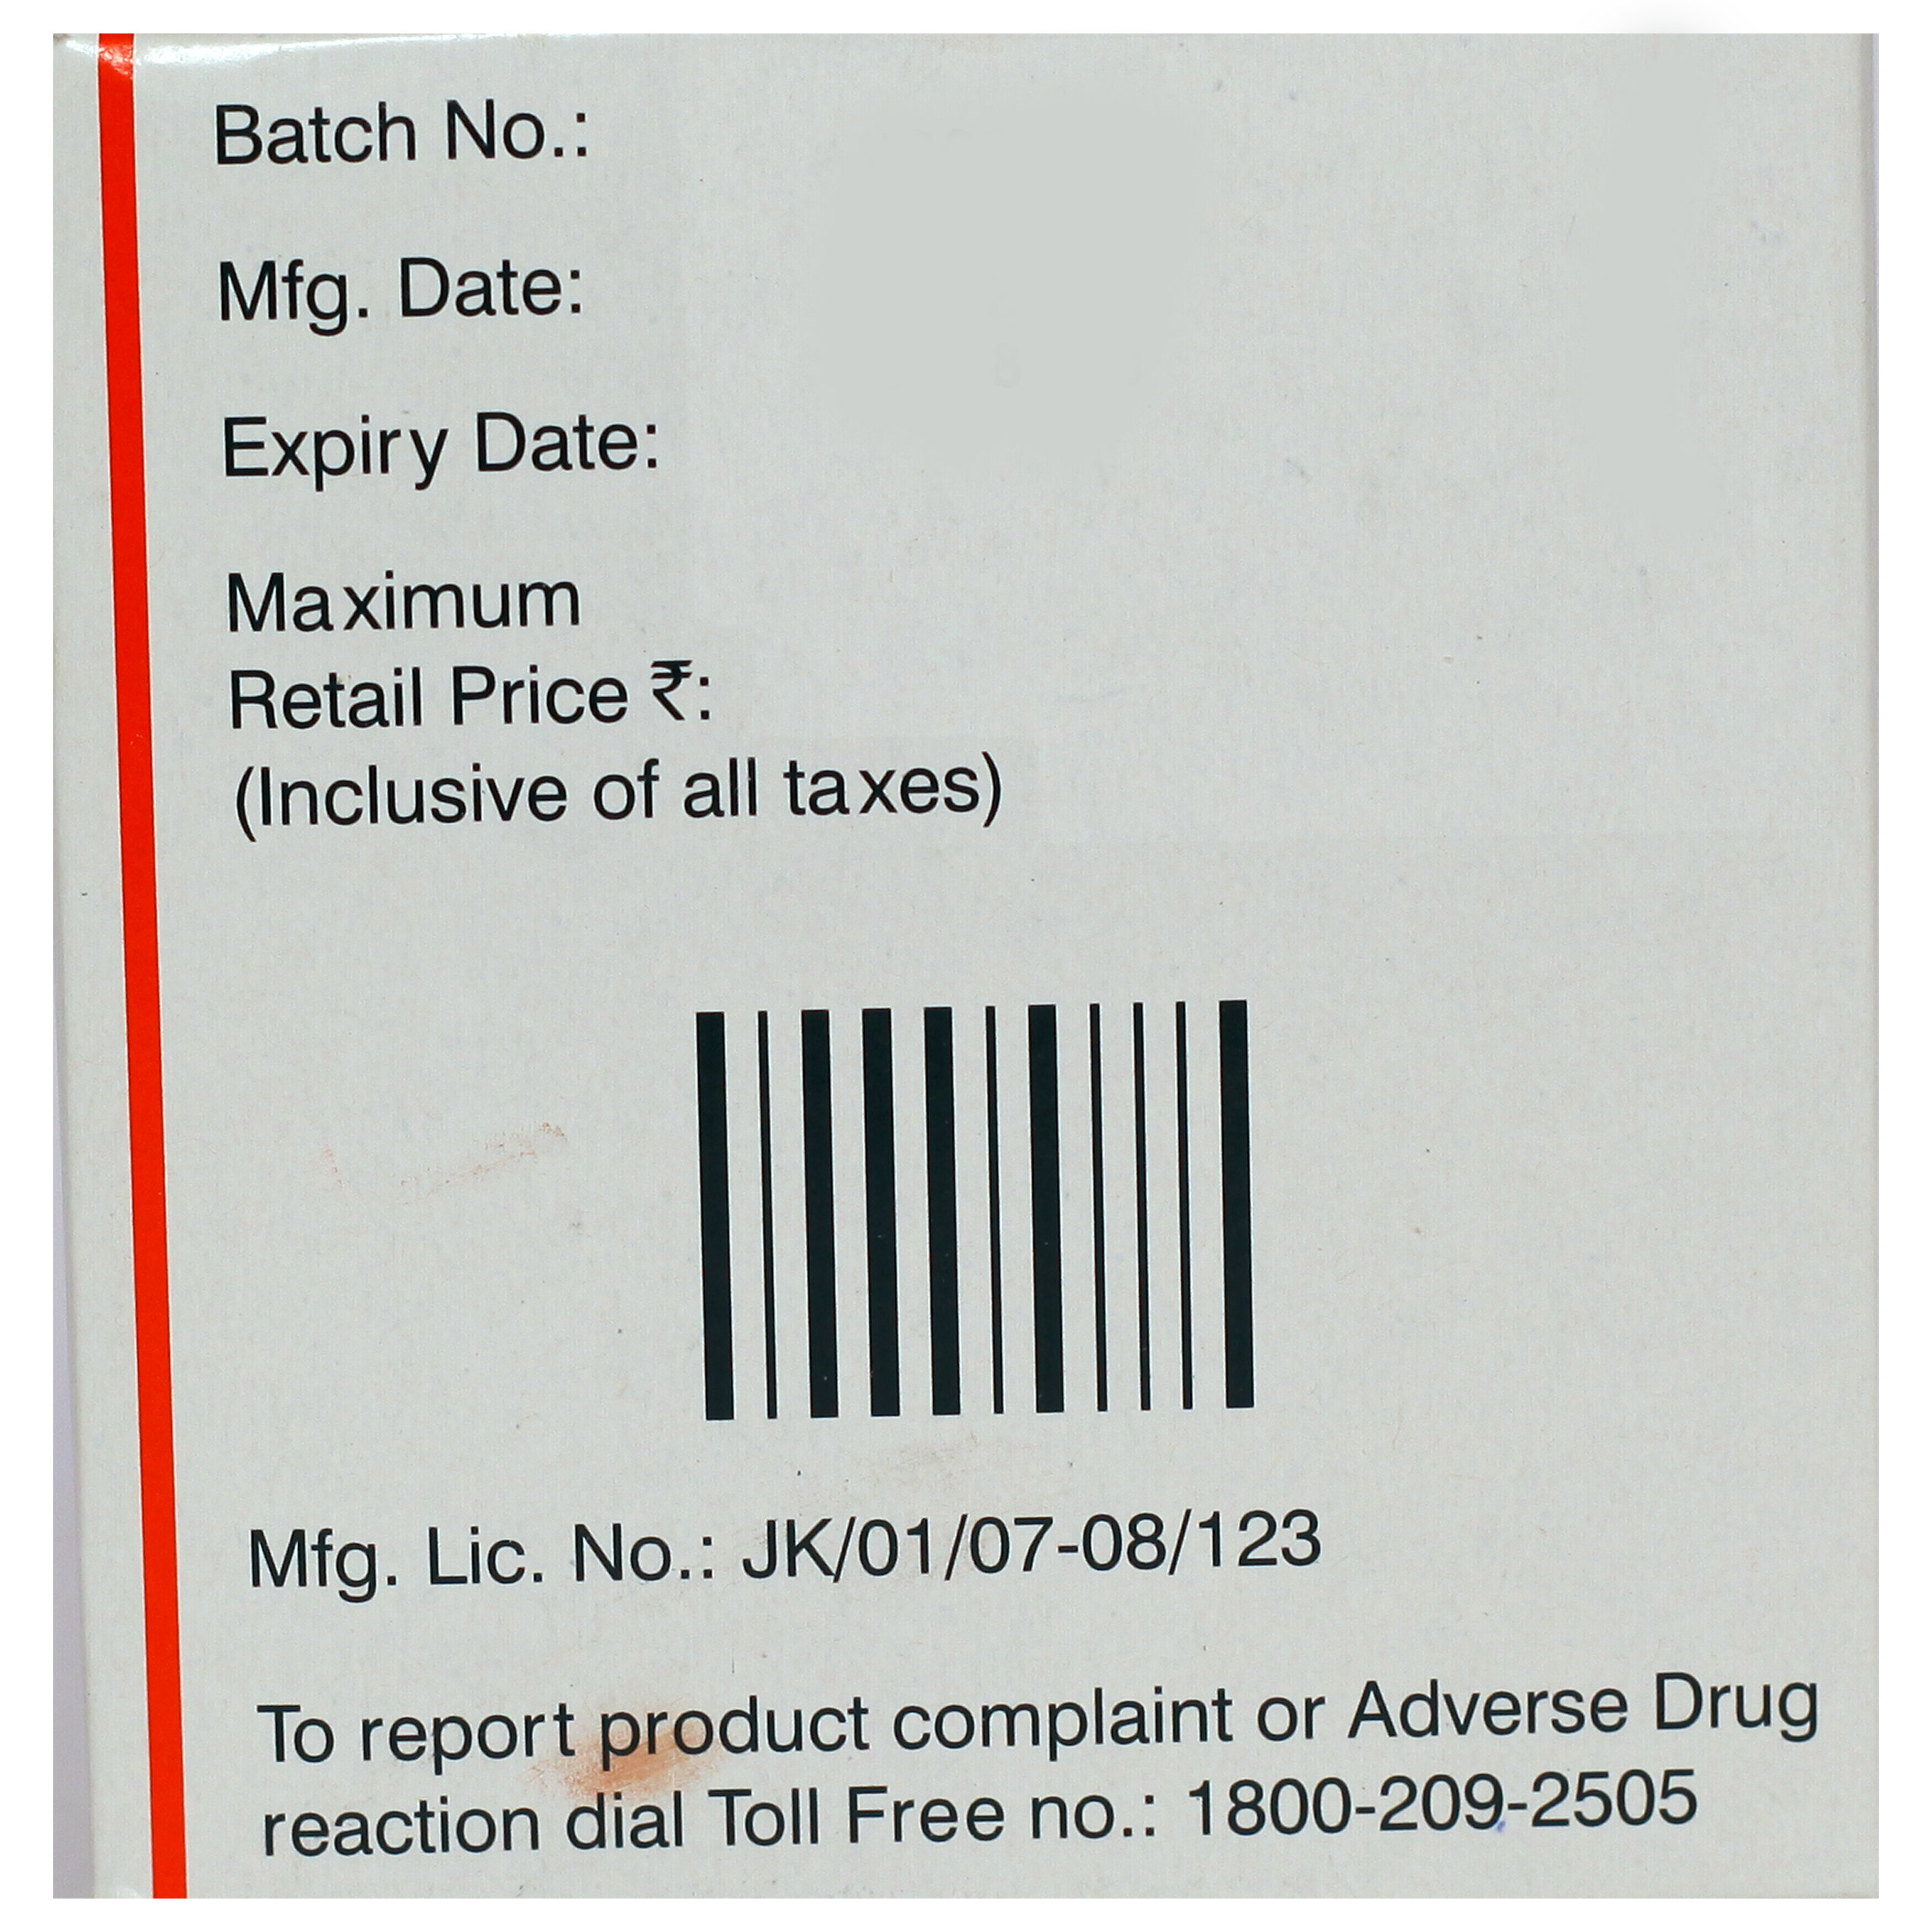 Batch No.:
Mfg. Date:
Expiry Date:
Maximum
Retail Price ₹:
(Inclusive of all taxes)
Mfg. Lic. No.: JK/01/07-08/123
To report product complaint or Adverse Drug
reaction dial Toll Free no.: 1800-209-2505